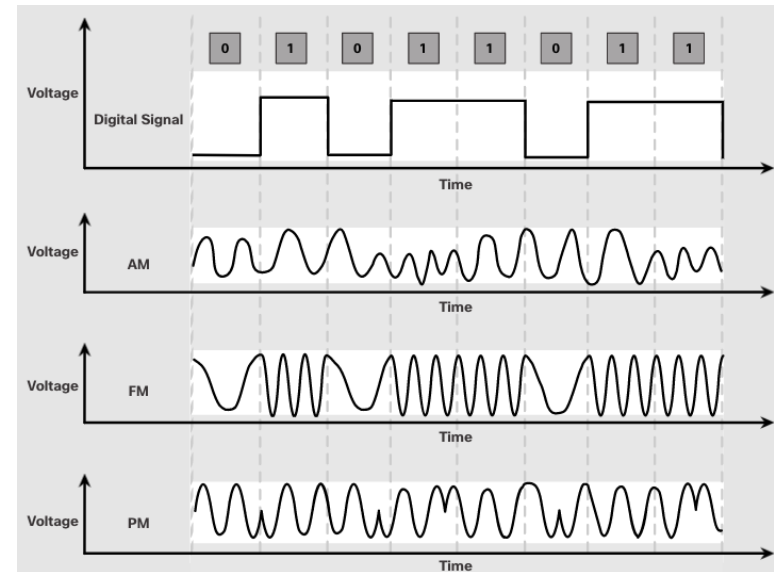 0 1 0 1 1 0 1 1
Voltage
Digital Signal
Time
Voltage
AM
Time
Voltage
FM
Time
Voltage
PM
Time